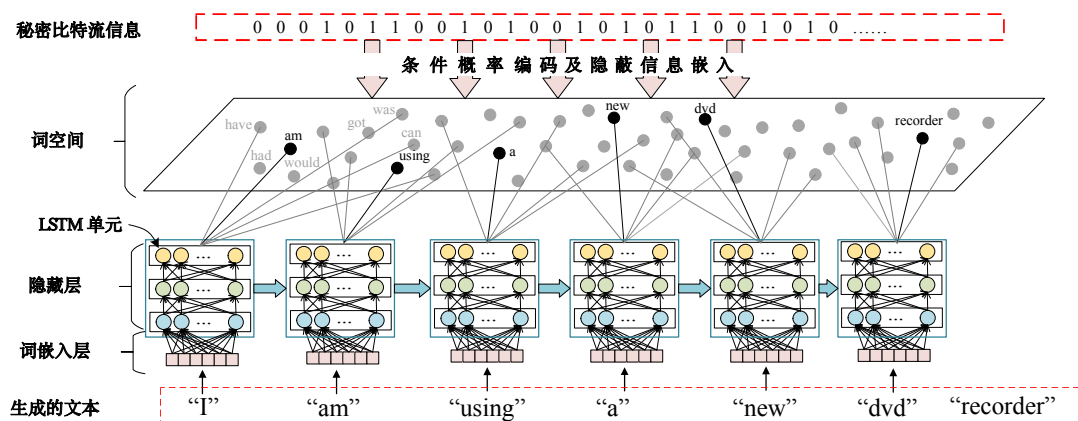 秘密比特流信息 0 0 0 1 0 1 1 0 0 1 0 1 0 0 1 0 1 0 1 1 0 0 1 0 1 0 ……
条件概率编码及隐蔽信息嵌入
词空间
have
am
had
would
got
was
can
using
a
new
dvd
recorder
LSTM 单元
隐藏层
... ... ... ... ... ...
... ... ... ... ... ...
... ... ... ... ... ...
词嵌入层
生成的文本 “I” “am” “using” “a” “new” “dvd” “recorder”